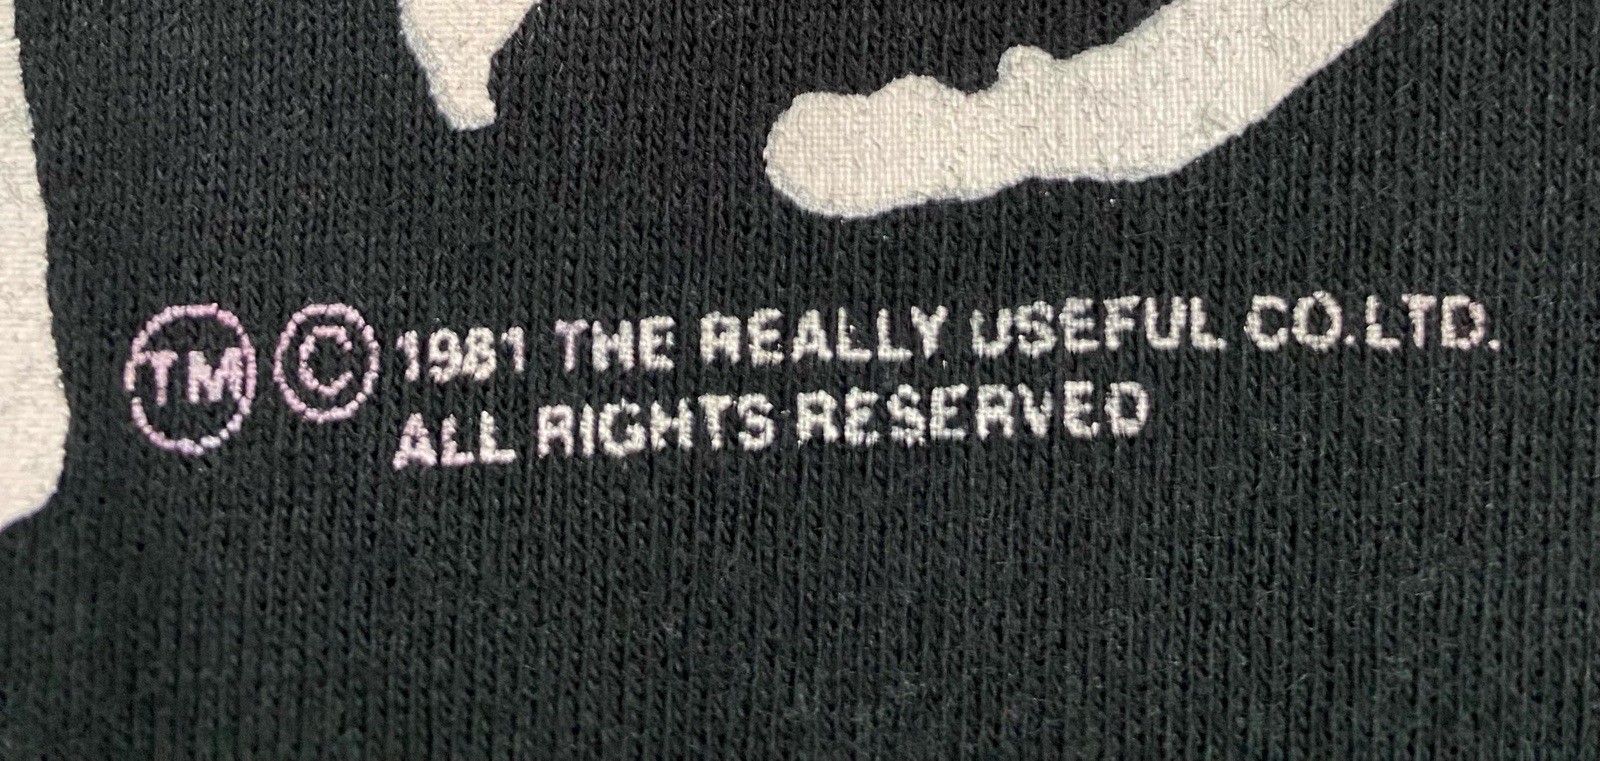 TM © 1981 THE REALLY USEFUL CO.LTD.
ALL RIGHTS RESERVED